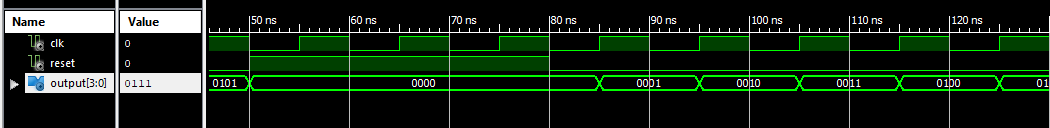 Name Value 50 ns 60 ns 70 ns 80 ns 90 ns 100 ns 110 ns 120 ns
clk 0
reset 0
output[3:0] 0111 0101 0000 0001 0010 0011 0100 01